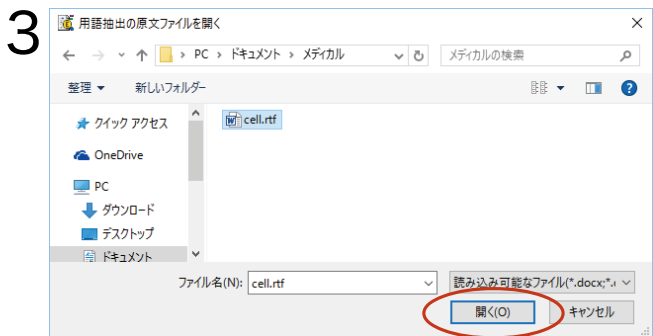 3
用語抽出の原文ファイルを開く
PC > ドキュメント > メディカル
メディカルの検索
整理 新しいフォルダー
クイック アクセス
cell.rtf
OneDrive
PC
ダウンロード
デスクトップ
ドキュメント
ファイル名(N): cell.rtf
読み込み可能なファイル(*.docx;*.
開く(O) キャンセル